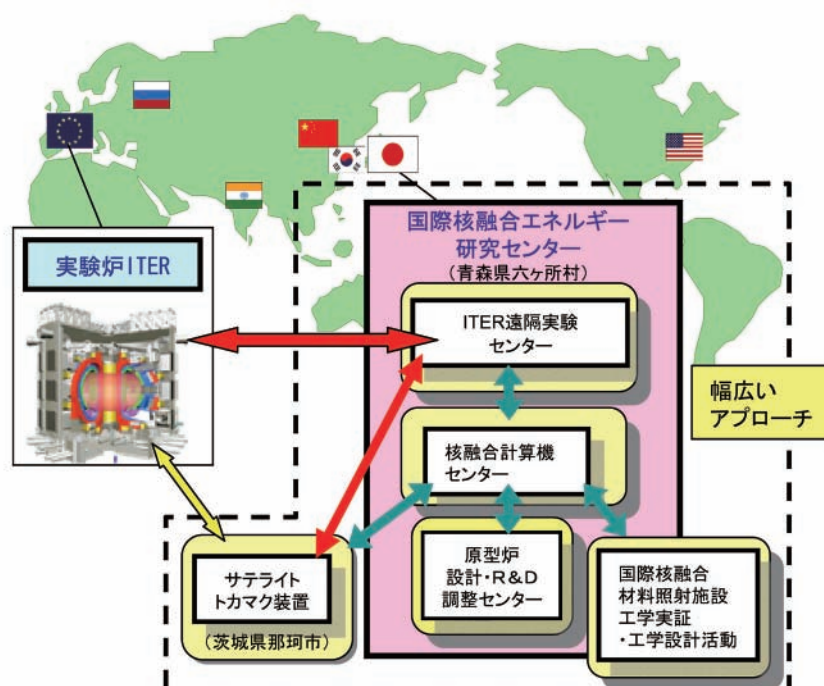 実験炉ITER
国際核融合エネルギー
研究センター
(青森県六ヶ所村)
ITER遠隔実験
センター
幅広い
アプローチ
核融合計算機
センター
サテライト
トカマク装置
(茨城県那珂市)
原型炉
設計・R&D
調整センター
国際核融合
材料照射施設
工学実証
・工学設計活動